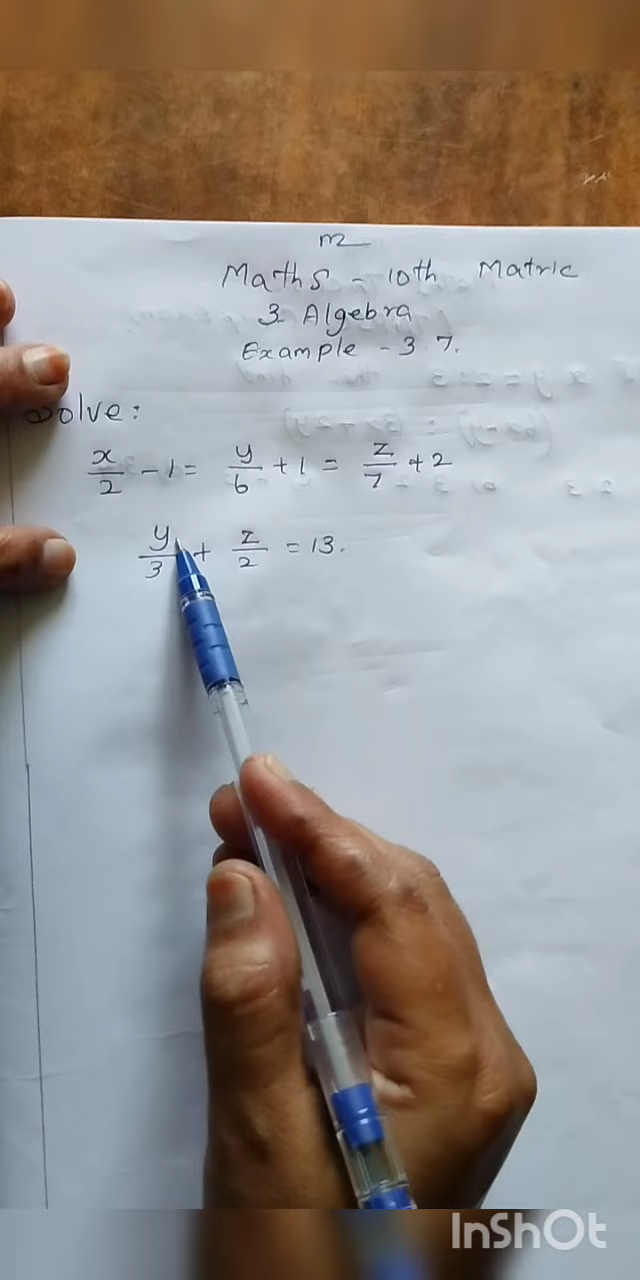 m
Maths - 10th Matric
3 Algebra
Example - 3.7.
Solve:
x/2 - 1 = y/6 + 1 = z/7 + 2
y/3 + z/2 = 13.
InShOt